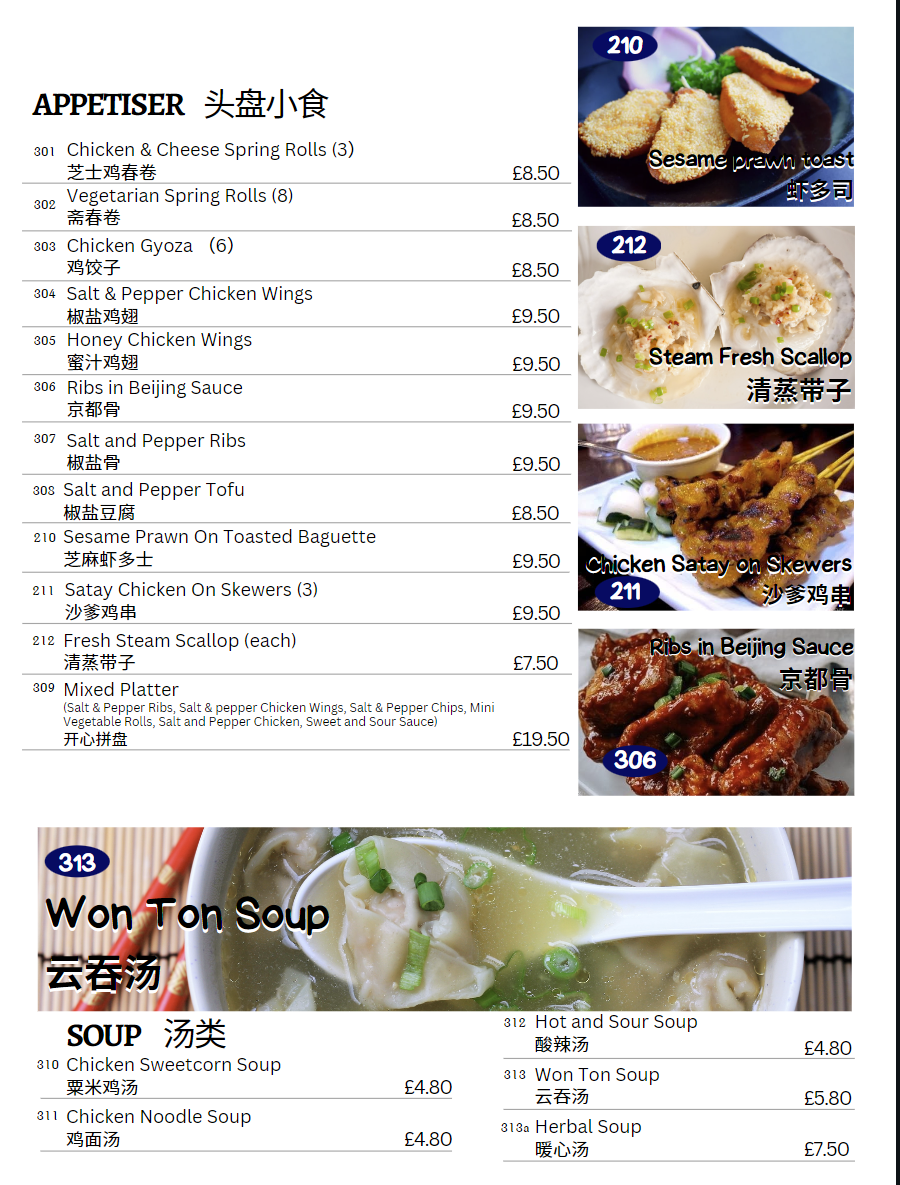 APPETISER 头盘小食
301 Chicken & Cheese Spring Rolls (3)
芝士鸡春卷 £8.50
302 Vegetarian Spring Rolls (8)
斋春卷 £8.50
303 Chicken Gyoza (6)
鸡饺子 £8.50
304 Salt & Pepper Chicken Wings
椒盐鸡翅 £9.50
305 Honey Chicken Wings
蜜汁鸡翅 £9.50
306 Ribs in Beijing Sauce
京都骨 £9.50
307 Salt and Pepper Ribs
椒盐骨 £9.50
308 Salt and Pepper Tofu
椒盐豆腐 £8.50
210 Sesame Prawn On Toasted Baguette
芝麻虾多士 £9.50
211 Satay Chicken On Skewers (3)
沙爹鸡串 £9.50
212 Fresh Steam Scallop (each)
清蒸带子 £7.50
309 Mixed Platter
(Salt & Pepper Ribs, Salt & pepper Chicken Wings, Salt & Pepper Chips, Mini
Vegetable Rolls, Salt and Pepper Chicken, Sweet and Sour Sauce)
开心拼盘 £19.50
210
Sesame prawn toast
虾多司
212
Steam Fresh Scallop
清蒸带子
Chicken Satay on Skewers
211 沙爹鸡串
Ribs in Beijing Sauce
京都骨
306
313
Won Ton Soup
云吞汤
SOUP 汤类
310 Chicken Sweetcorn Soup
粟米鸡汤 £4.80
311 Chicken Noodle Soup
鸡面汤 £4.80
312 Hot and Sour Soup
酸辣汤 £4.80
313 Won Ton Soup
云吞汤 £5.80
313a Herbal Soup
暖心汤 £7.50